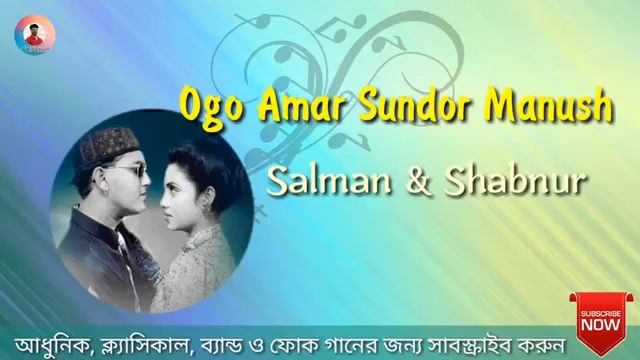 Ogo Amar Sundor Manush
Salman & Shabnur
SUBSCRIBE
NOW
আধুনিক, ক্ল্যাসিকাল, ব্যান্ড ও ফোক গানের জন্য সাবস্ক্রাইব করুন